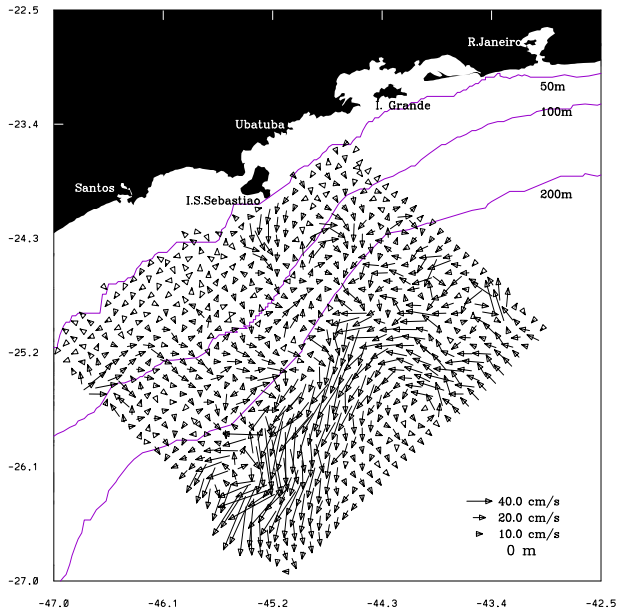 -22.5
R.Janeiro
50m
I. Grande
100m
-23.4
Ubatuba
Santos
200m
I.S.Sebastiao
-24.3
-25.2
-26.1
40.0 cm/s
20.0 cm/s
10.0 cm/s
0 m
-27.0
-47.0 -46.1 -45.2 -44.3 -43.4 -42.5